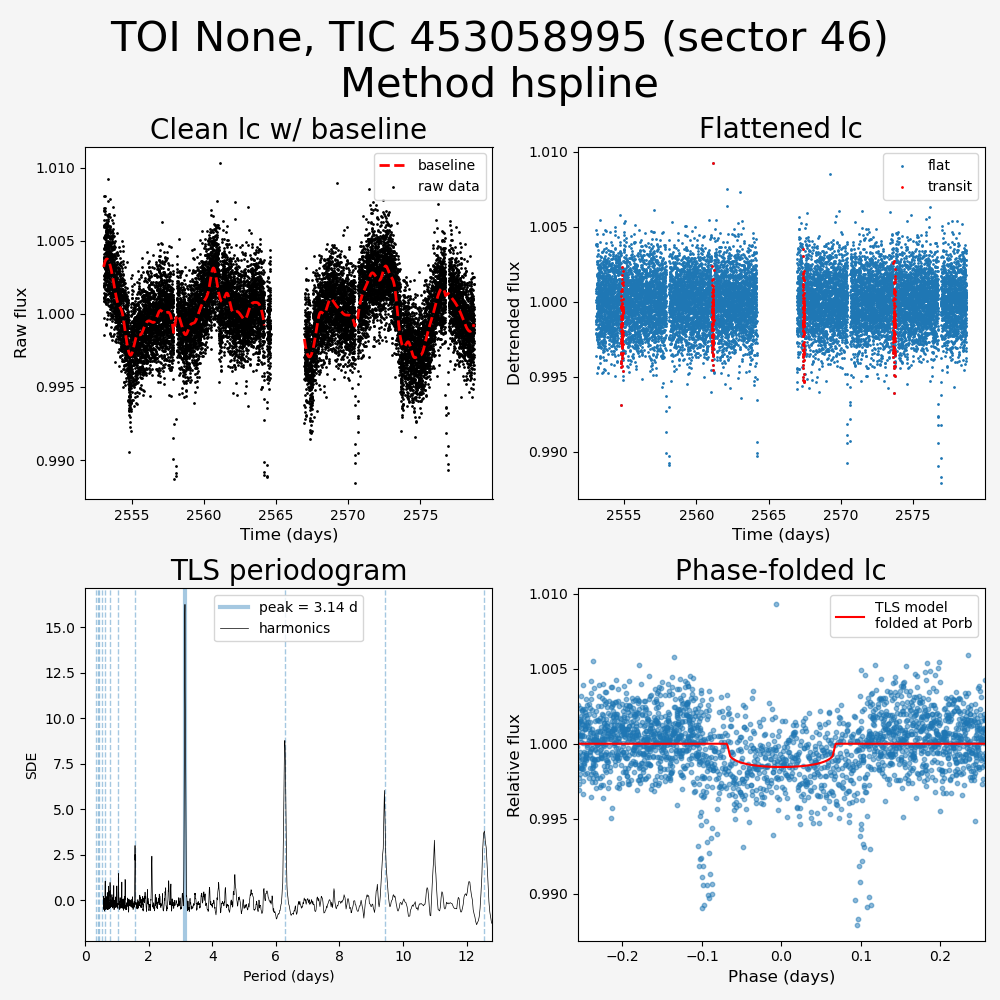 TOI None, TIC 453058995 (sector 46)
Method hspline
Clean lc w/ baseline
Flattened lc
1.010
1.005
1.000
0.995
0.990
Raw flux
baseline
raw data
2555
2560
2565
2570
2575
Time (days)
1.010
1.005
1.000
0.995
0.990
Detrended flux
flat
transit
2555
2560
2565
2570
2575
Time (days)
TLS periodogram
Phase-folded lc
15.0
12.5
10.0
7.5
5.0
2.5
0.0
SDE
peak = 3.14 d
harmonics
0
2
4
6
8
10
12
Period (days)
1.010
1.005
1.000
0.995
0.990
Relative flux
TLS model
folded at Porb
−0.2
−0.1
0.0
0.1
0.2
Phase (days)